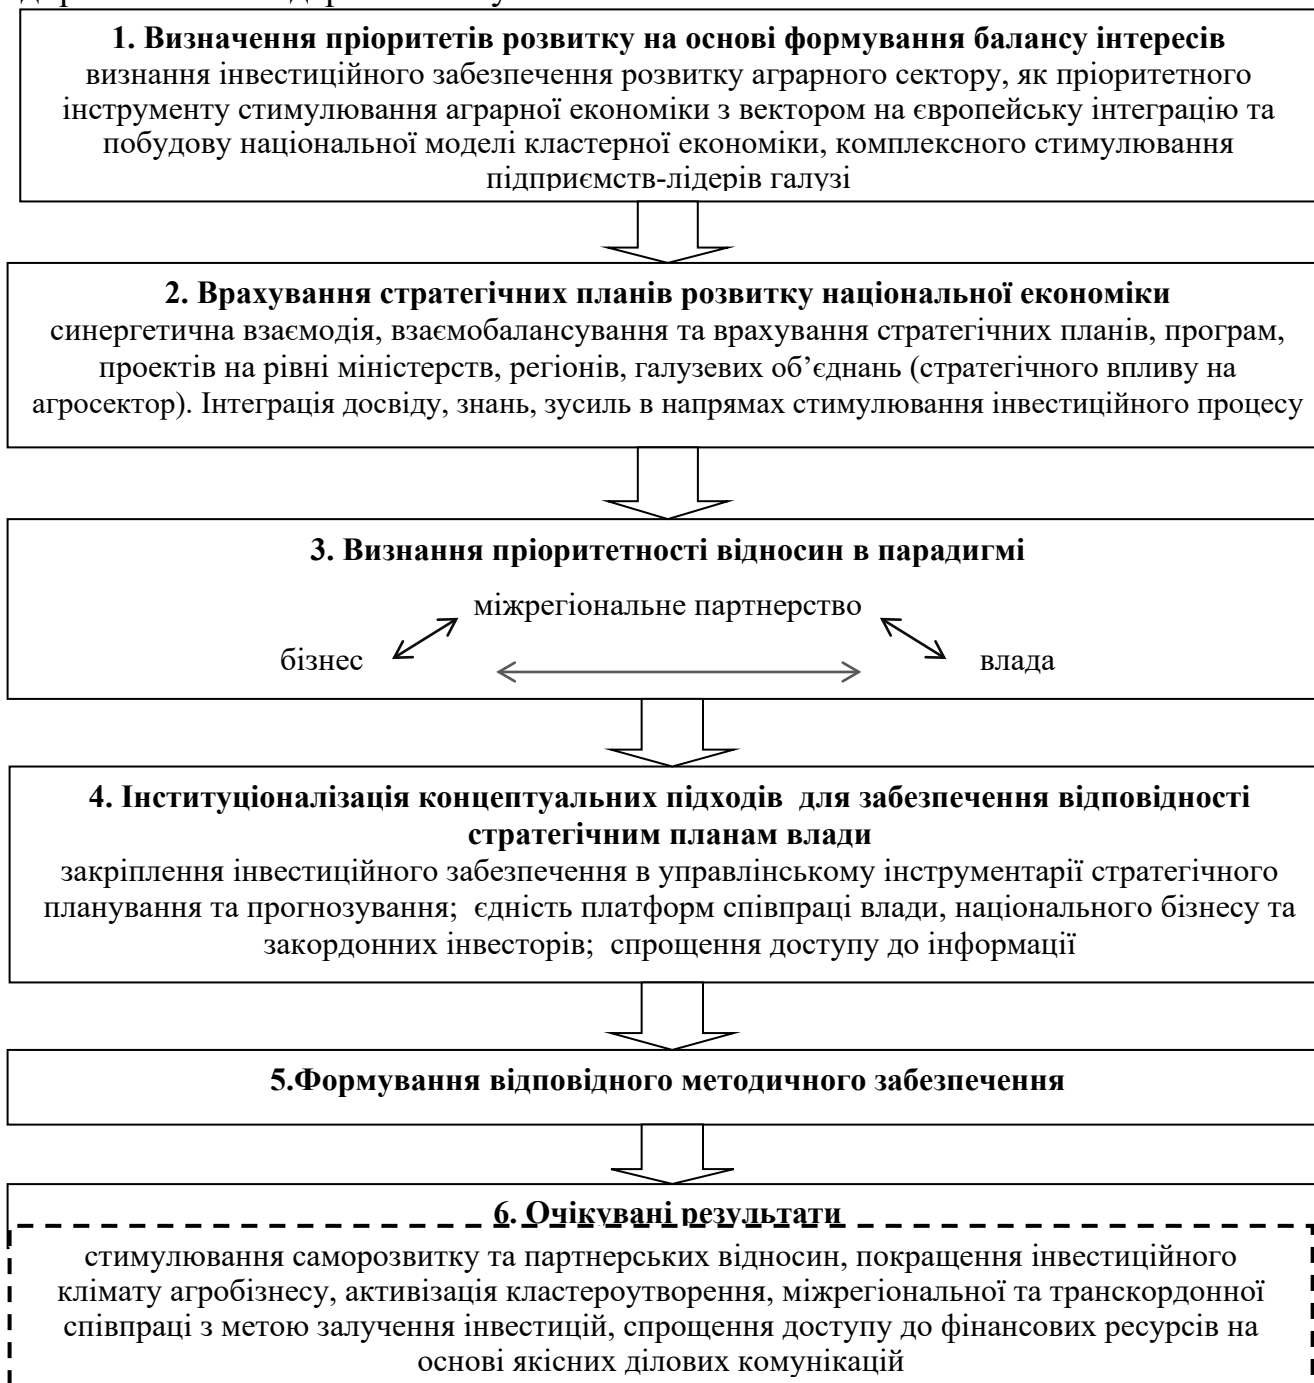 1. Визначення пріоритетів розвитку на основі формування балансу інтересів
визнання інвестиційного забезпечення розвитку аграрного сектору, як пріоритетного
інструменту стимулювання аграрної економіки з вектором на європейську інтеграцію та
побудову національної моделі кластерної економіки, комплексного стимулювання
підприємств-лідерів галузі
2. Врахування стратегічних планів розвитку національної економіки
синергетична взаємодія, взаємобалансування та врахування стратегічних планів, програм,
проектів на рівні міністерств, регіонів, галузевих об’єднань (стратегічного впливу на
агросектор). Інтеграція досвіду, знань, зусиль в напрямах стимулювання інвестиційного процесу
3. Визнання пріоритетності відносин в парадигмі
міжрегіональне партнерство
бізнес влада
4. Інституціоналізація концептуальних підходів для забезпечення відповідності
стратегічним планам влади
закріплення інвестиційного забезпечення в управлінському інструментарії стратегічного
планування та прогнозування; єдність платформ співпраці влади, національного бізнесу та
закордонних інвесторів; спрощення доступу до інформації
5.Формування відповідного методичного забезпечення
6. Очікувані результати
стимулювання саморозвитку та партнерських відносин, покращення інвестиційного
клімату агробізнесу, активізація кластероутворення, міжрегіональної та транскордонної
співпраці з метою залучення інвестицій, спрощення доступу до фінансових ресурсів на
основі якісних ділових комунікацій